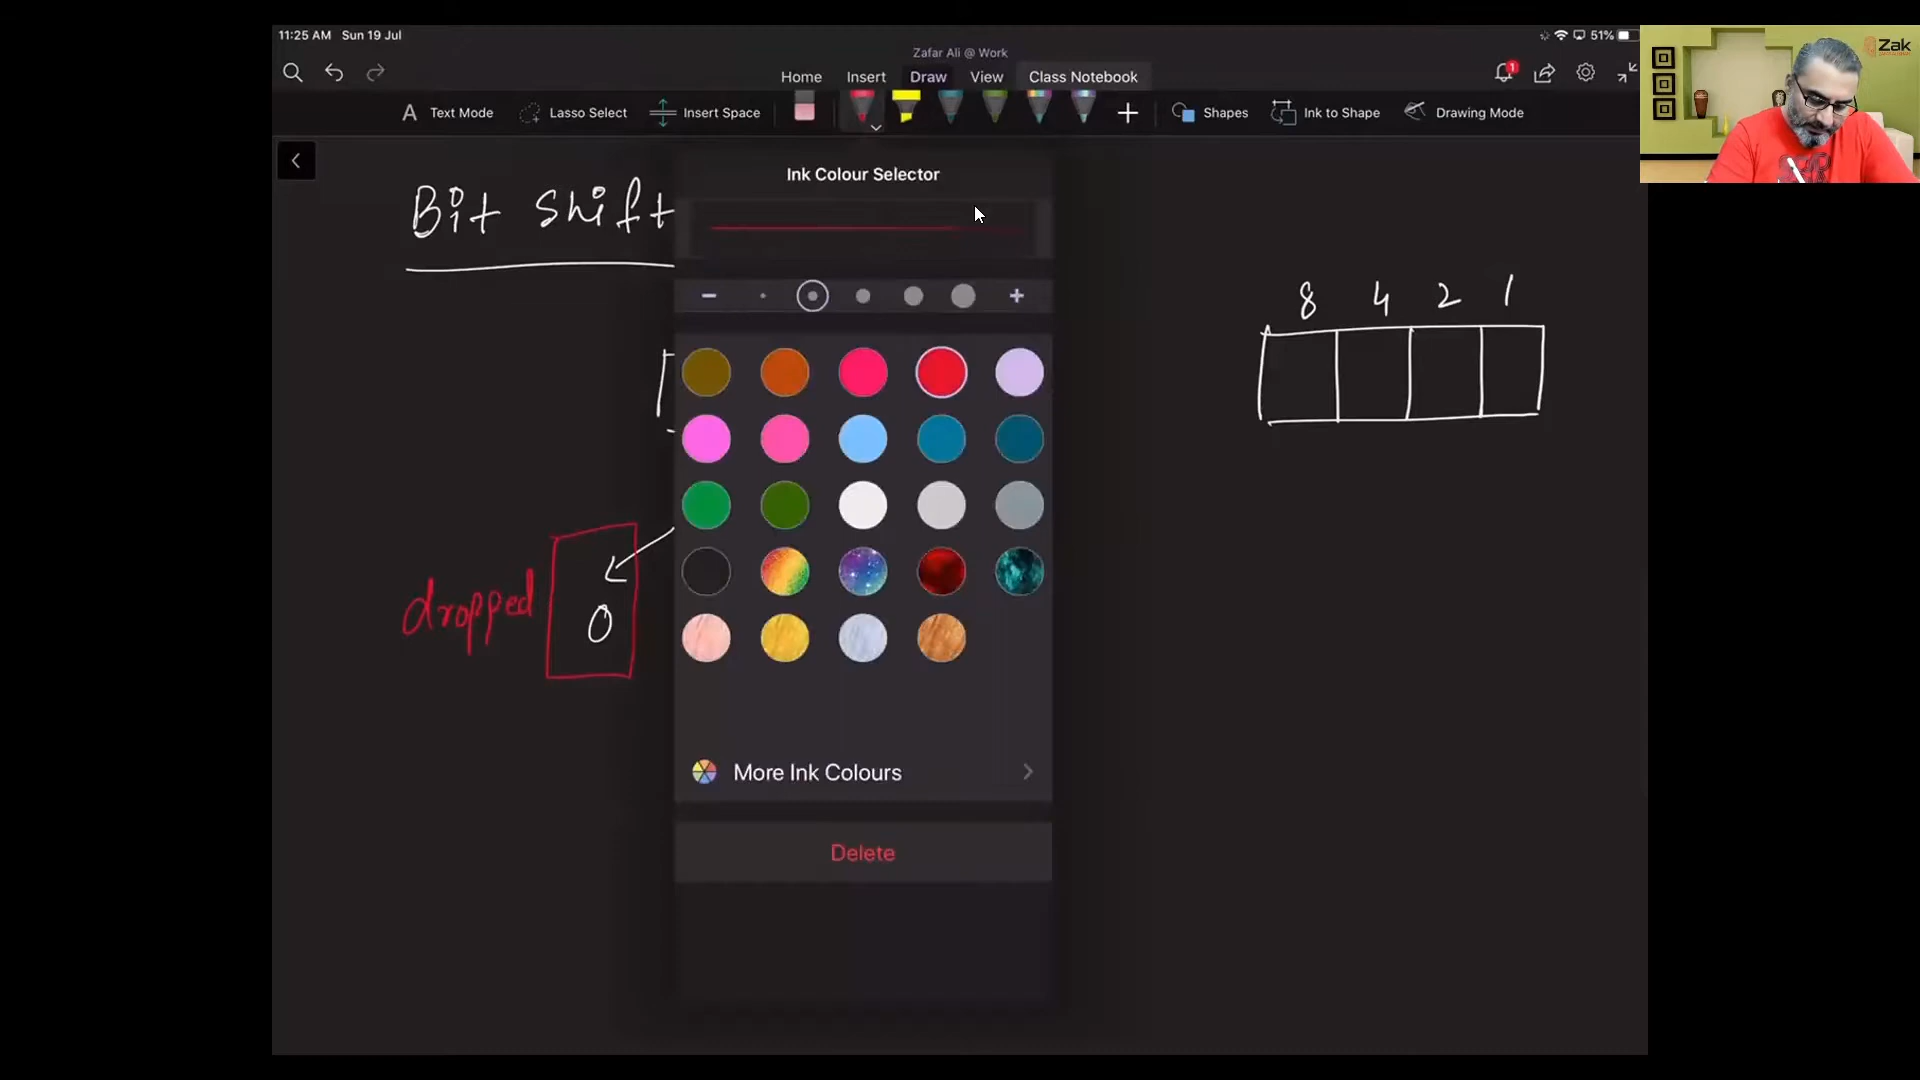 11:25 AM Sun 19 Jul
51%
Zak
Zafar Ali @ Work
Home Insert Draw View Class Notebook
1
A Text Mode Lasso Select Insert Space Shapes Ink to Shape Drawing Mode
Ink Colour Selector
Bit Shift
8 4 2 1
dropped 0
More Ink Colours
Delete